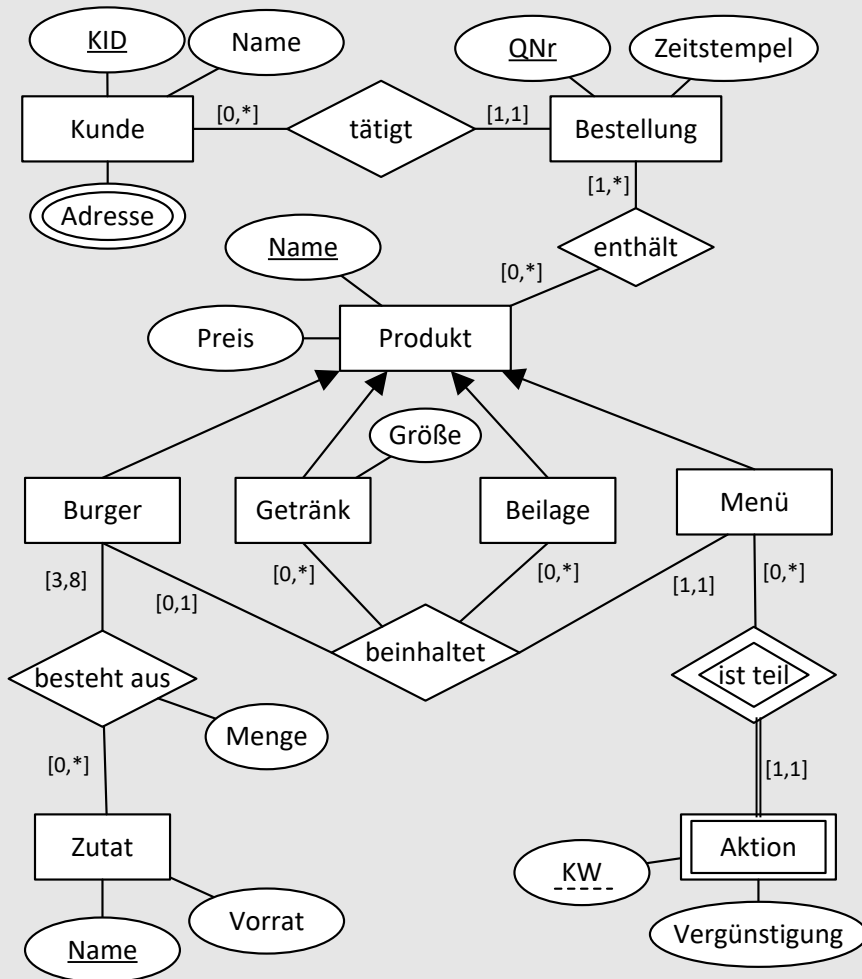 KID
Name
QNr
Zeitstempel
Kunde
[0,*]
tätigt
[1,1]
Bestellung
Adresse
[1,*]
Name
enthält
[0,*]
Preis
Produkt
Größe
Burger
Getränk
Beilage
Menü
[3,8]
[0,1]
[0,*]
[0,*]
[1,1]
[0,*]
besteht aus
beinhaltet
ist teil
Menge
[0,*]
[1,1]
Zutat
Aktion
KW
Vorrat
Name
Vergünstigung